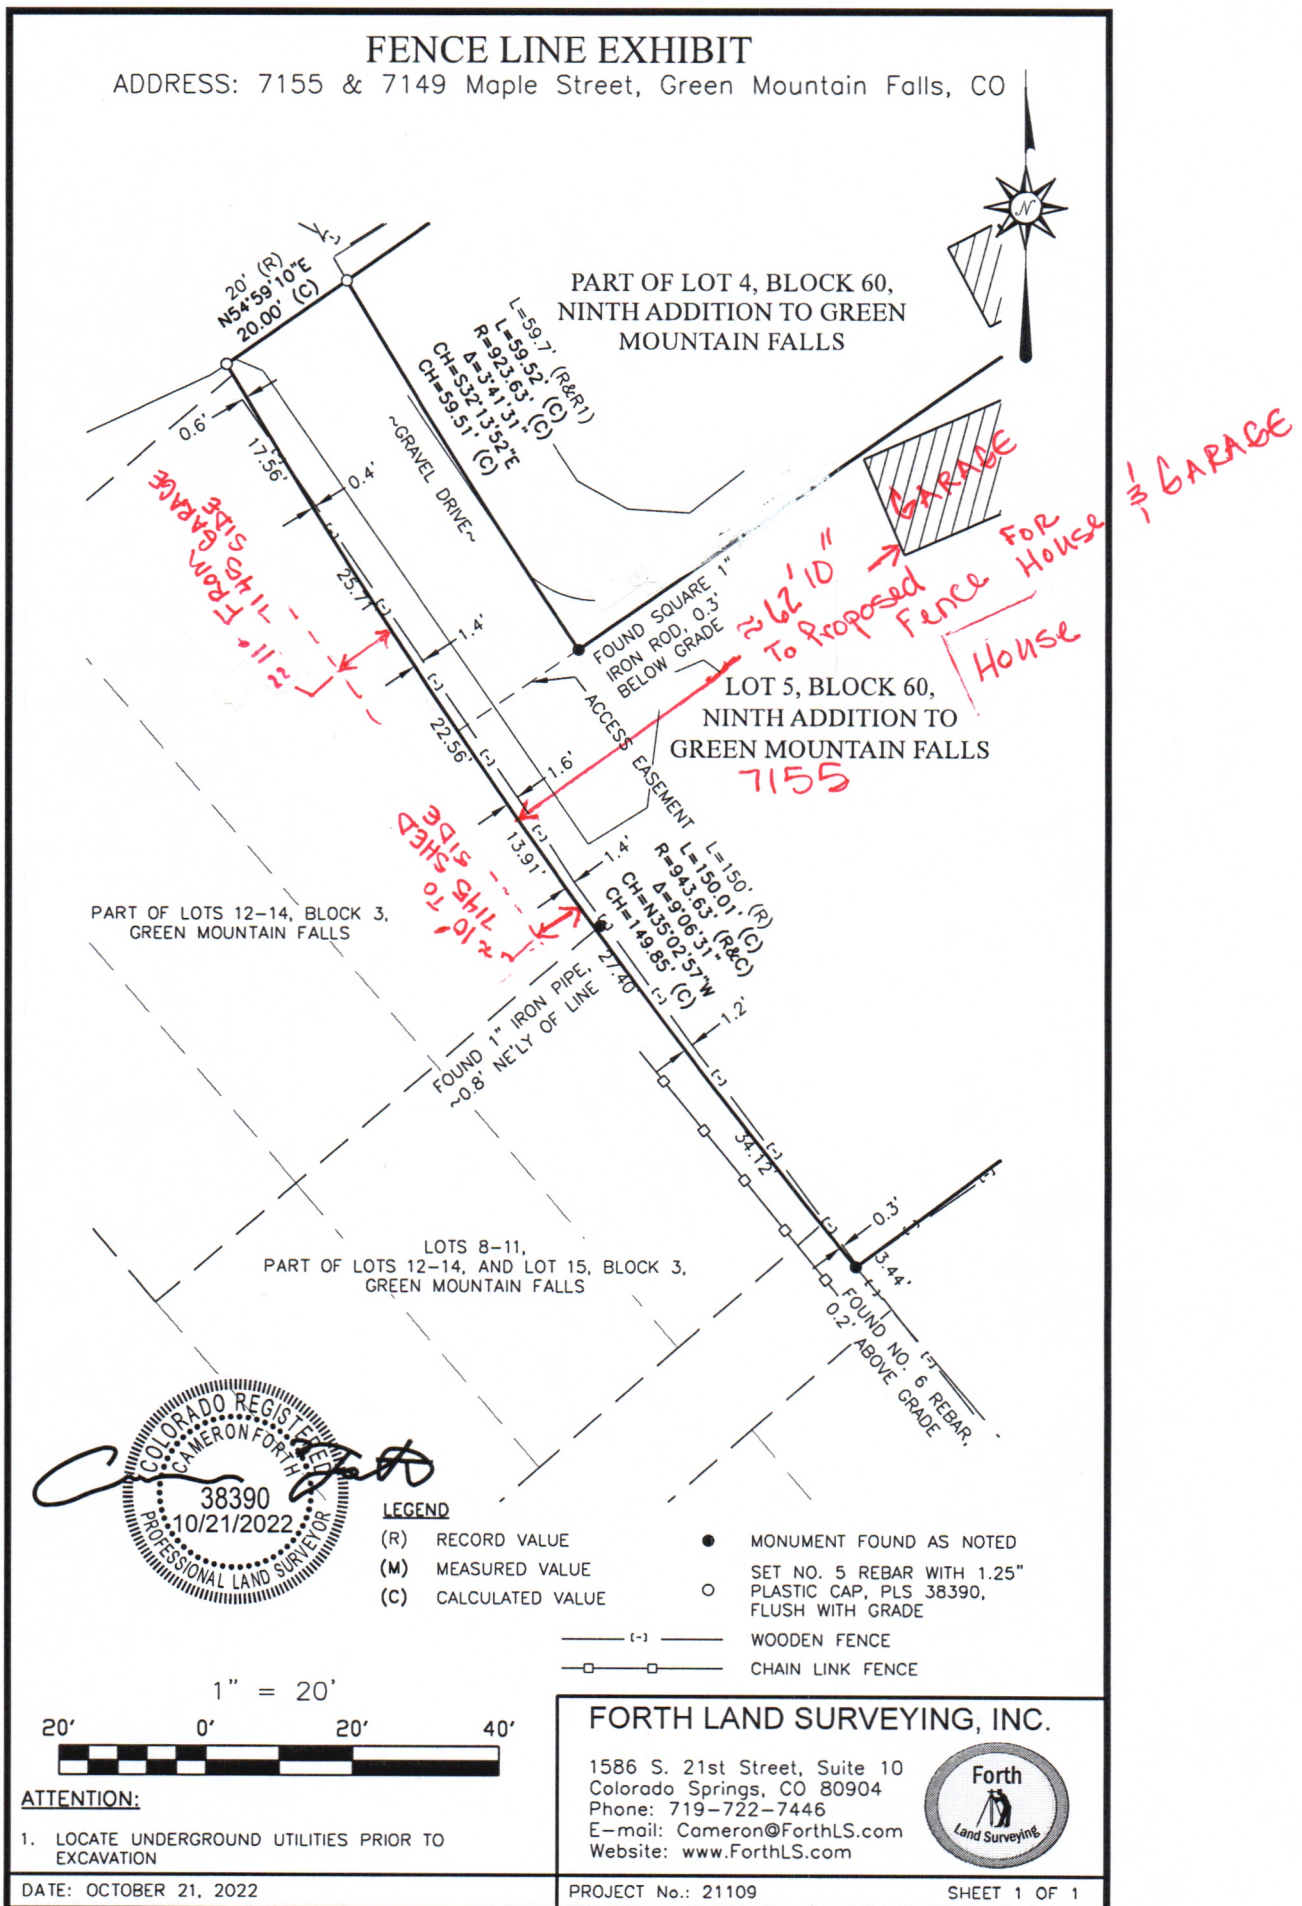 FENCE LINE EXHIBIT
ADDRESS: 7155 & 7149 Maple Street, Green Mountain Falls, CO
N
20' (R)
N54°59'10"E
20.00' (C)
PART OF LOT 4, BLOCK 60,
NINTH ADDITION TO GREEN
MOUNTAIN FALLS
L=59.7' (R&R1)
L=59.52' (C)
R=923.63' (C)
Δ=3°41'31"
CH=S32°13'52"E
CH=59.51' (C)
~GRAVEL DRIVE~
0.6'
17.56'
0.4'
25.71'
1.4'
22.56'
1.6'
13.91'
1.4'
27.40'
1.2'
34.12'
0.3'
3.44'
≈ 11' FROM GARAGE
7145 SIDE
GARAGE
≈ 62' 10"
To Proposed
Fence FOR
House & GARAGE
House
FOUND SQUARE 1"
IRON ROD, 0.3'
BELOW GRADE
LOT 5, BLOCK 60,
NINTH ADDITION TO
GREEN MOUNTAIN FALLS
7155
ACCESS EASEMENT
≈ 10' TO
7145 SHED
SIDE
L=150' (R)
L=150.01' (C)
R=943.63' (R&C)
Δ=9°06'31"
CH=N35°02'57"W
CH=149.85' (C)
PART OF LOTS 12-14, BLOCK 3,
GREEN MOUNTAIN FALLS
FOUND 1" IRON PIPE,
~0.8' NE'LY OF LINE
LOTS 8-11,
PART OF LOTS 12-14, AND LOT 15, BLOCK 3,
GREEN MOUNTAIN FALLS
FOUND NO. 6 REBAR,
0.2' ABOVE GRADE
COLORADO REGISTERED
CAMERON FORTH
38390
10/21/2022
PROFESSIONAL LAND SURVEYOR
LEGEND
(R) RECORD VALUE
(M) MEASURED VALUE
(C) CALCULATED VALUE
MONUMENT FOUND AS NOTED
SET NO. 5 REBAR WITH 1.25"
PLASTIC CAP, PLS 38390,
FLUSH WITH GRADE
WOODEN FENCE
CHAIN LINK FENCE
1" = 20'
20' 0' 20' 40'
ATTENTION:
1. LOCATE UNDERGROUND UTILITIES PRIOR TO
EXCAVATION
FORTH LAND SURVEYING, INC.
1586 S. 21st Street, Suite 10
Colorado Springs, CO 80904
Phone: 719-722-7446
E-mail: Cameron@ForthLS.com
Website: www.ForthLS.com
Forth
Land Surveying
DATE: OCTOBER 21, 2022
PROJECT No.: 21109
SHEET 1 OF 1